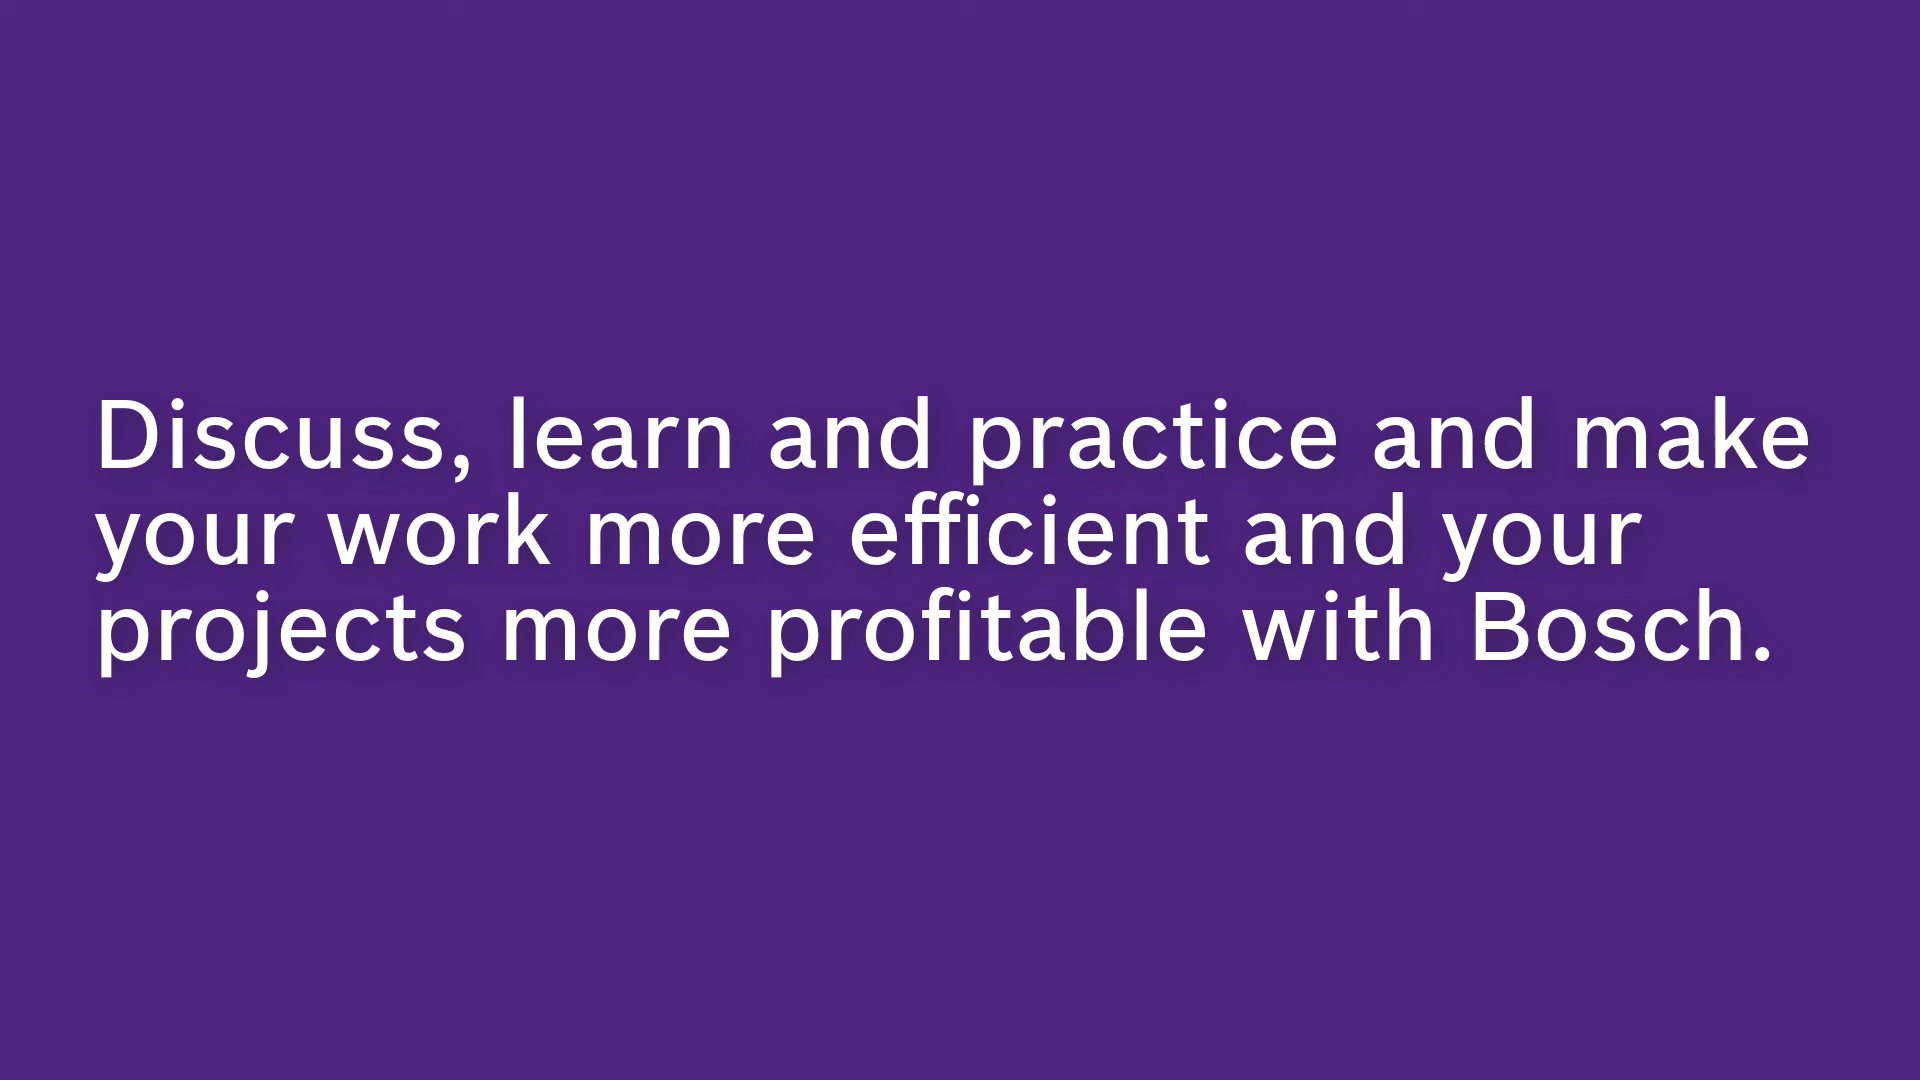 Discuss, learn and practice and make
your work more efficient and your
projects more profitable with Bosch.